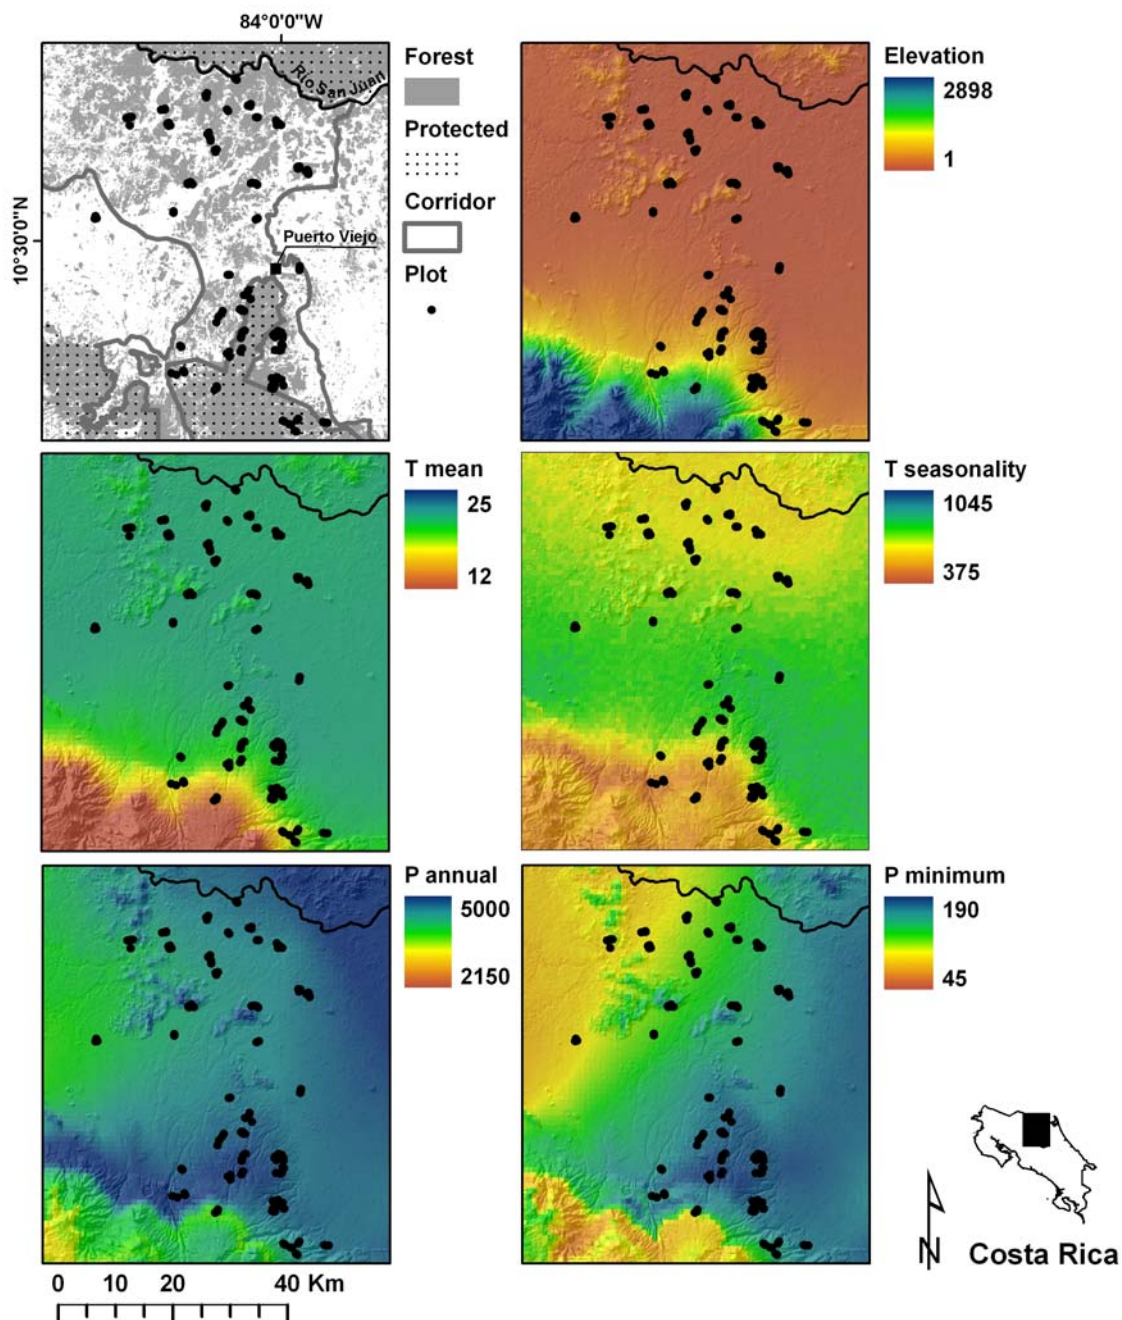 84°0'0"W
Forest
Protected
Corridor
Plot
10°30'0"N
Río San Juan
Puerto Viejo
Elevation
2898
1
T mean
25
12
T seasonality
1045
375
P annual
5000
2150
P minimum
190
45
0 10 20 40 Km
N
Costa Rica